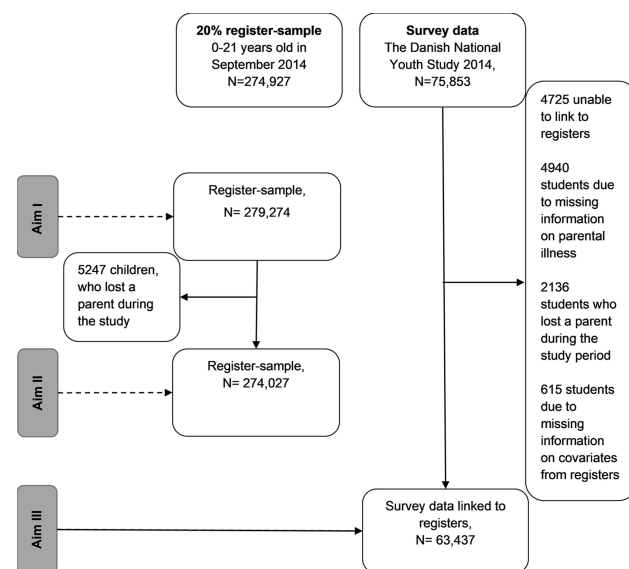 20% register-sample
0-21 years old in
September 2014
N=274,927
Survey data
The Danish National
Youth Study 2014,
N=75,853
4725 unable
to link to
registers
4940
students due
to missing
information
on parental
illness
2136
students who
lost a parent
during the
study period
615 students
due to
missing
information
on covariates
from registers
Aim I
Register-sample,
N= 279,274
5247 children,
who lost a
parent during
the study
Aim II
Register-sample,
N= 274,027
Aim III
Survey data linked to
registers,
N= 63,437